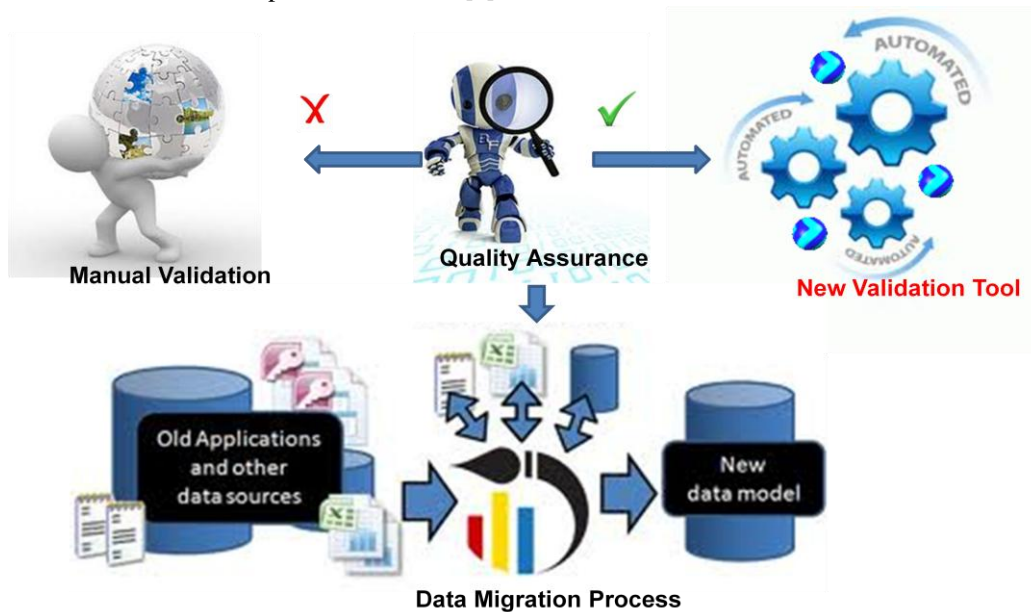 X
AUTOMATED
AUTOMATED
AUTOMATED
Manual Validation
Quality Assurance
New Validation Tool
Old Applications
and other
data sources
New
data model
Data Migration Process